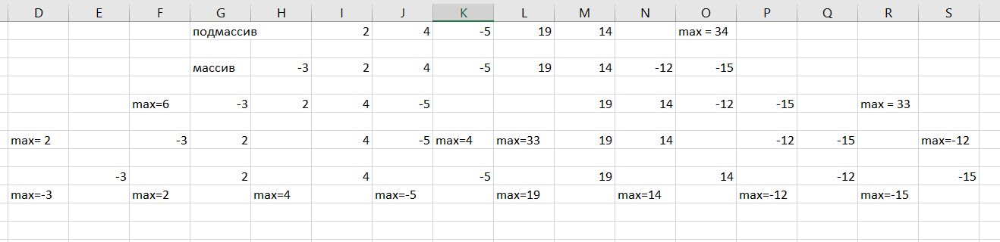 D E F G H I J K L M N O P Q R S
подмассив 2 4 -5 19 14 max = 34
массив -3 2 4 -5 19 14 -12 -15
max=6 -3 2 4 -5 19 14 -12 -15 max = 33
max= 2 -3 2 4 -5 max=4 max=33 19 14 -12 -15 max=-12
-3 2 4 -5 19 14 -12 -15
max=-3 max=2 max=4 max=-5 max=19 max=14 max=-12 max=-15